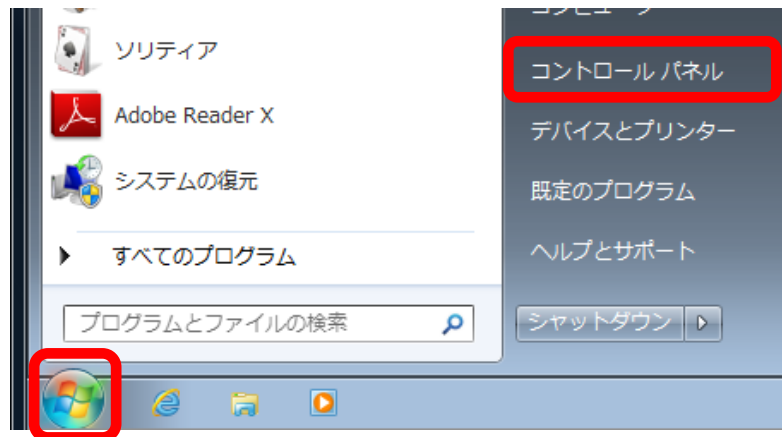 ソリティア
Adobe Reader X
システムの復元
すべてのプログラム
プログラムとファイルの検索
コントロール パネル
デバイスとプリンター
既定のプログラム
ヘルプとサポート
シャットダウン